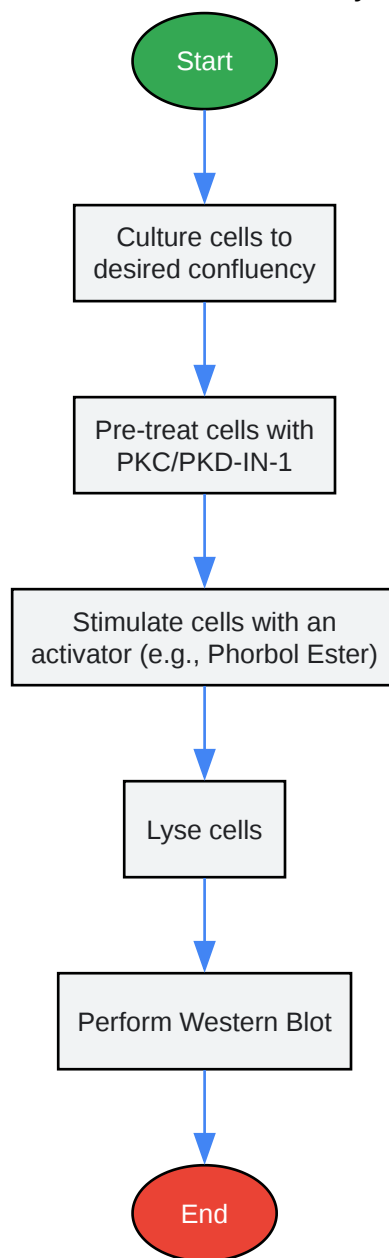 Start
Culture cells to
desired confluency
Pre-treat cells with
PKC/PKD-IN-1
Stimulate cells with an
activator (e.g., Phorbol Ester)
Lyse cells
Perform Western Blot
End